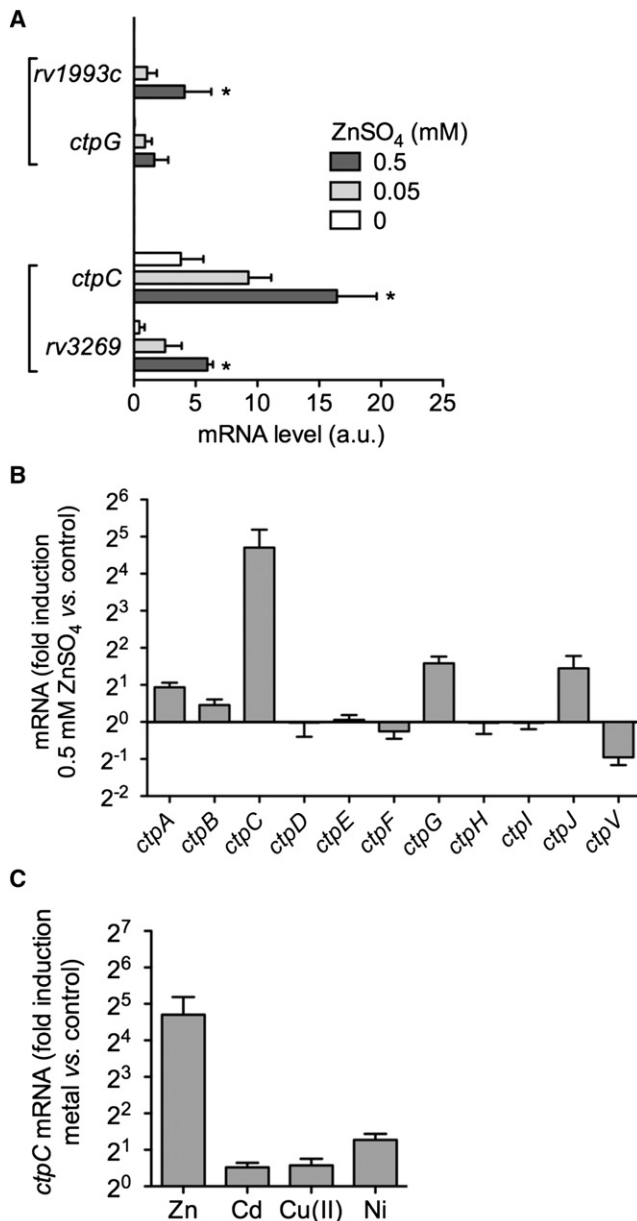 A
rv1993c
ctpG
ctpC
rv3269
*
*
*
ZnSO4 (mM)
0.5
0.05
0
0 5 10 15 20 25
mRNA level (a.u.)
B
mRNA (fold induction
0.5 mM ZnSO4 vs. control)
2^6
2^5
2^4
2^3
2^2
2^1
2^0
2^-1
2^-2
ctpA ctpB ctpC ctpD ctpE ctpF ctpG ctpH ctpI ctpJ ctpV
C
ctpC mRNA (fold induction
metal vs. control)
2^7
2^6
2^5
2^4
2^3
2^2
2^1
2^0
Zn Cd Cu(II) Ni